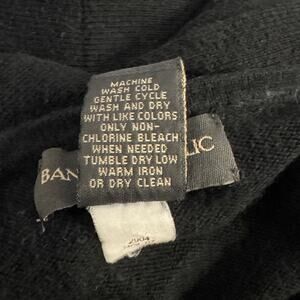 MACHINE
WASH COLD
GENTLE CYCLE
WASH AND DRY
WITH LIKE COLORS
ONLY NON-
CHLORINE BLEACH
WHEN NEEDED
TUMBLE DRY LOW
WARM IRON
OR DRY CLEAN
BAN
LIC
2004